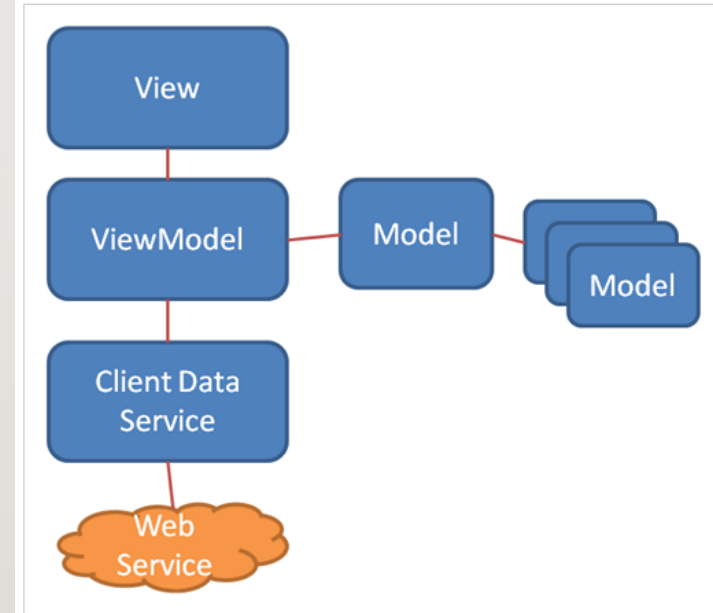 View
ViewModel
Model
Model
Client Data
Service
Web
Service